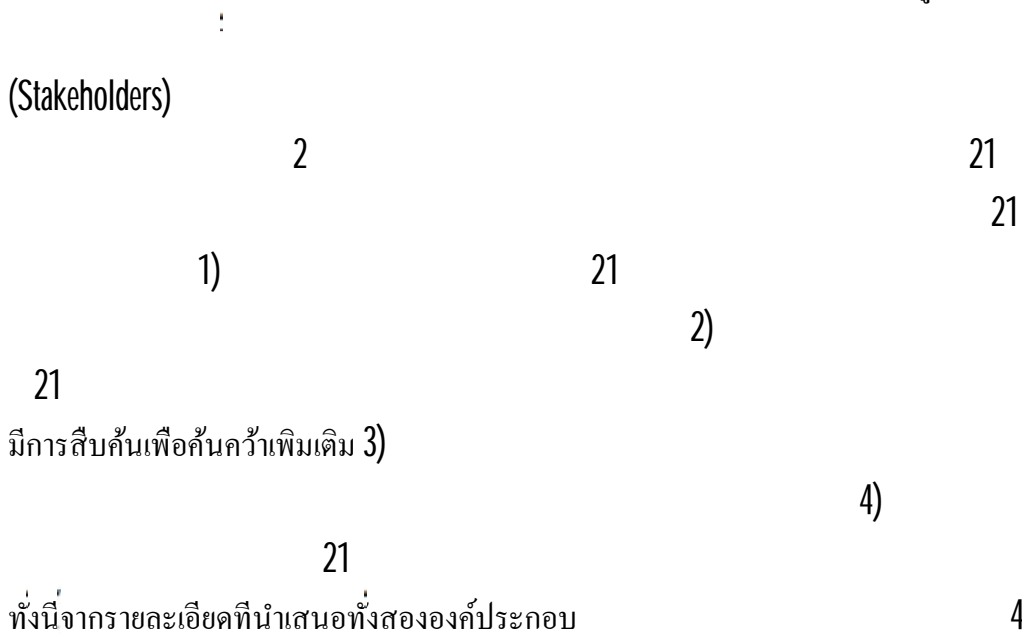 (Stakeholders)
2 21
21
1) 21
2)
21
มีการสืบค้นเพือค้นคว้าเพิมเติม 3)
4)
21
ทั่งนี้จากรายละเอียดทีนำเสนอทั่งสององค์ประกอบ 4